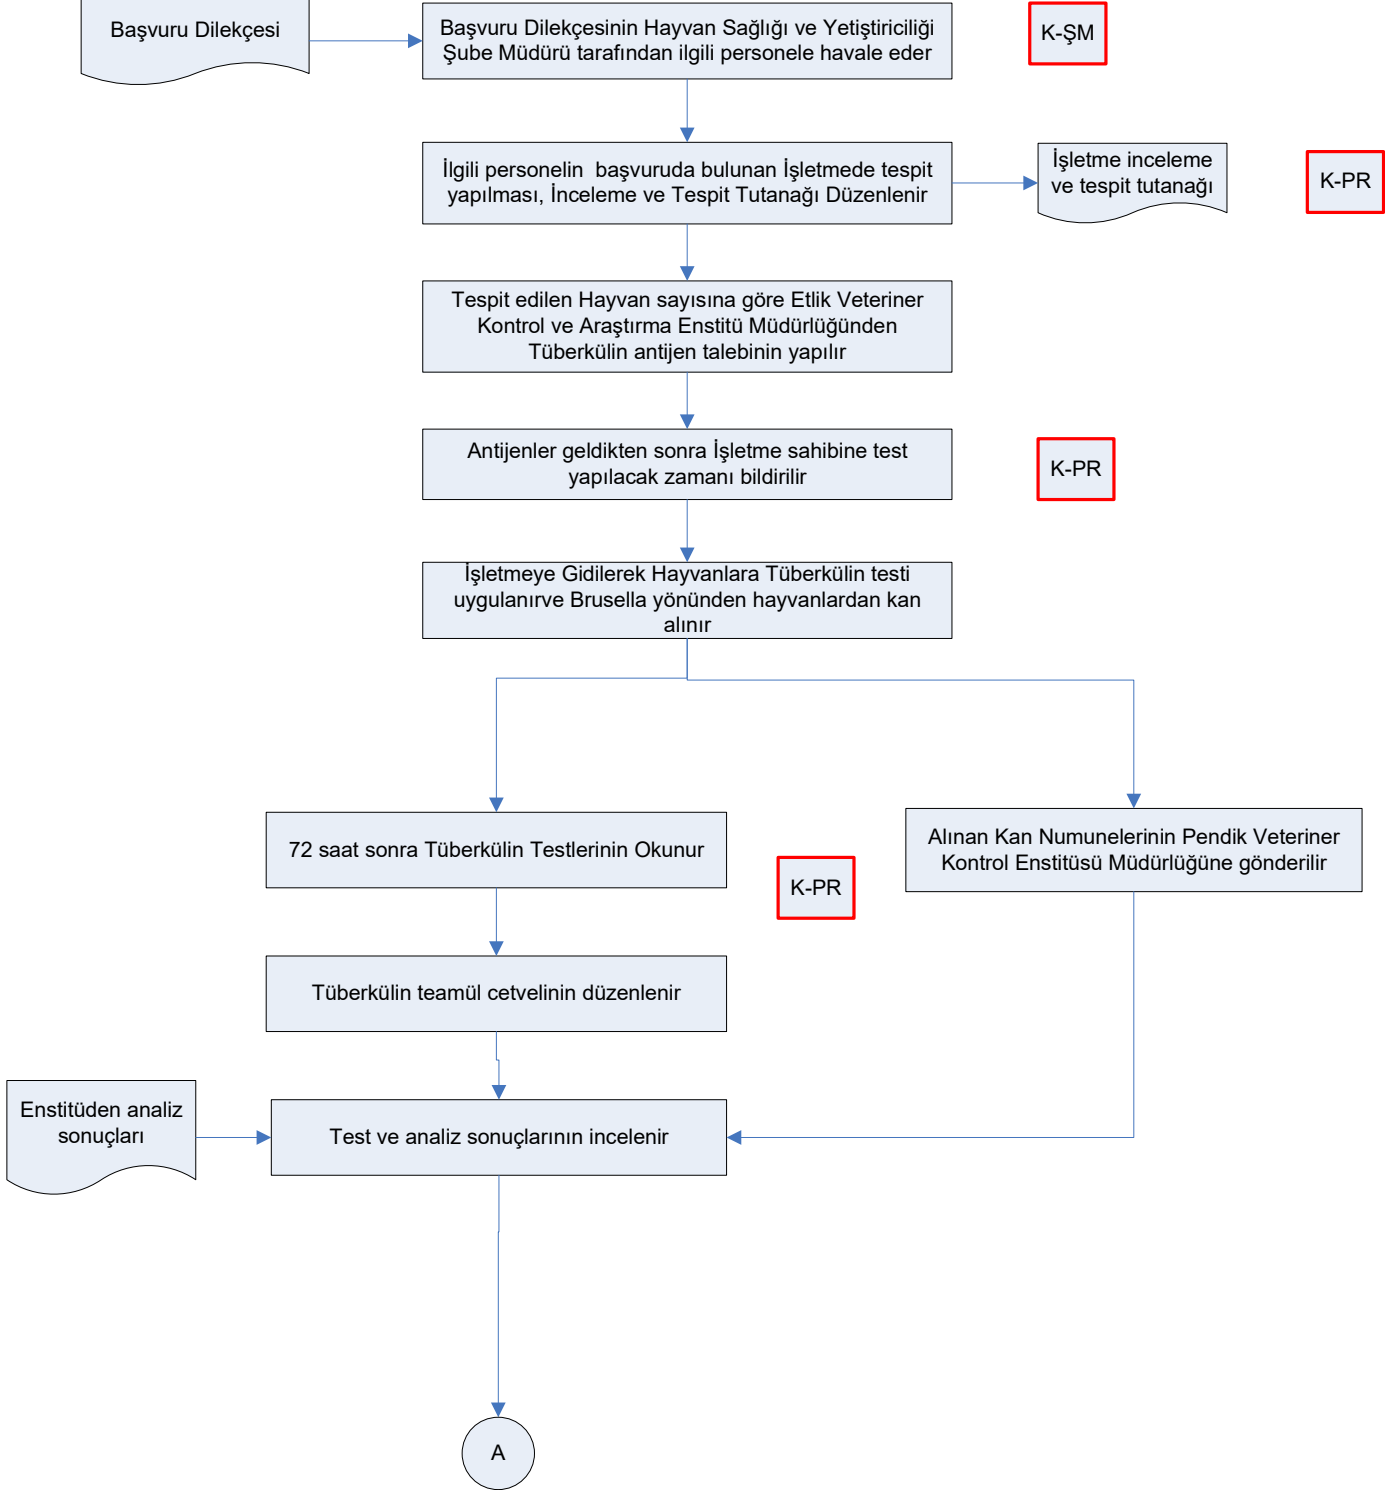 Başvuru Dilekçesi
Başvuru Dilekçesinin Hayvan Sağlığı ve Yetiştiriciliği
Şube Müdürü tarafından ilgili personele havale eder
K-ŞM
İlgili personelin  başvuruda bulunan İşletmede tespit
yapılması, İnceleme ve Tespit Tutanağı Düzenlenir
İşletme inceleme
ve tespit tutanağı
K-PR
Tespit edilen Hayvan sayısına göre Etlik Veteriner
Kontrol ve Araştırma Enstitü Müdürlüğünden
Tüberkülin antijen talebinin yapılır
Antijenler geldikten sonra İşletme sahibine test
yapılacak zamanı bildirilir
K-PR
İşletmeye Gidilerek Hayvanlara Tüberkülin testi
uygulanırve Brusella yönünden hayvanlardan kan
alınır
72 saat sonra Tüberkülin Testlerinin Okunur
K-PR
Alınan Kan Numunelerinin Pendik Veteriner
Kontrol Enstitüsü Müdürlüğüne gönderilir
Tüberkülin teamül cetvelinin düzenlenir
Enstitüden analiz
sonuçları
Test ve analiz sonuçlarının incelenir
A